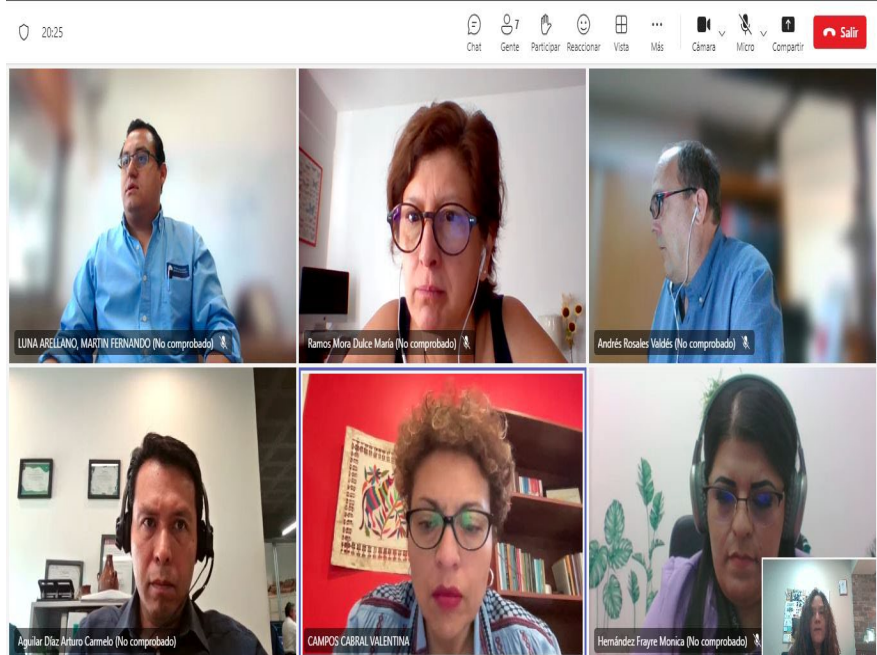 20:25
7
Chat Gente Participar Reaccionar Vista Más Cámara Micro Compartir Salir
LUNA ARELLANO, MARTIN FERNANDO (No comprobado)
Ramos Mora Dulce María (No comprobado)
Andrés Rosales Valdés (No comprobado)
Aguilar Díaz Arturo Carmelo (No comprobado)
CAMPOS CABRAL VALENTINA
Hernández Frayre Monica (No comprobado)